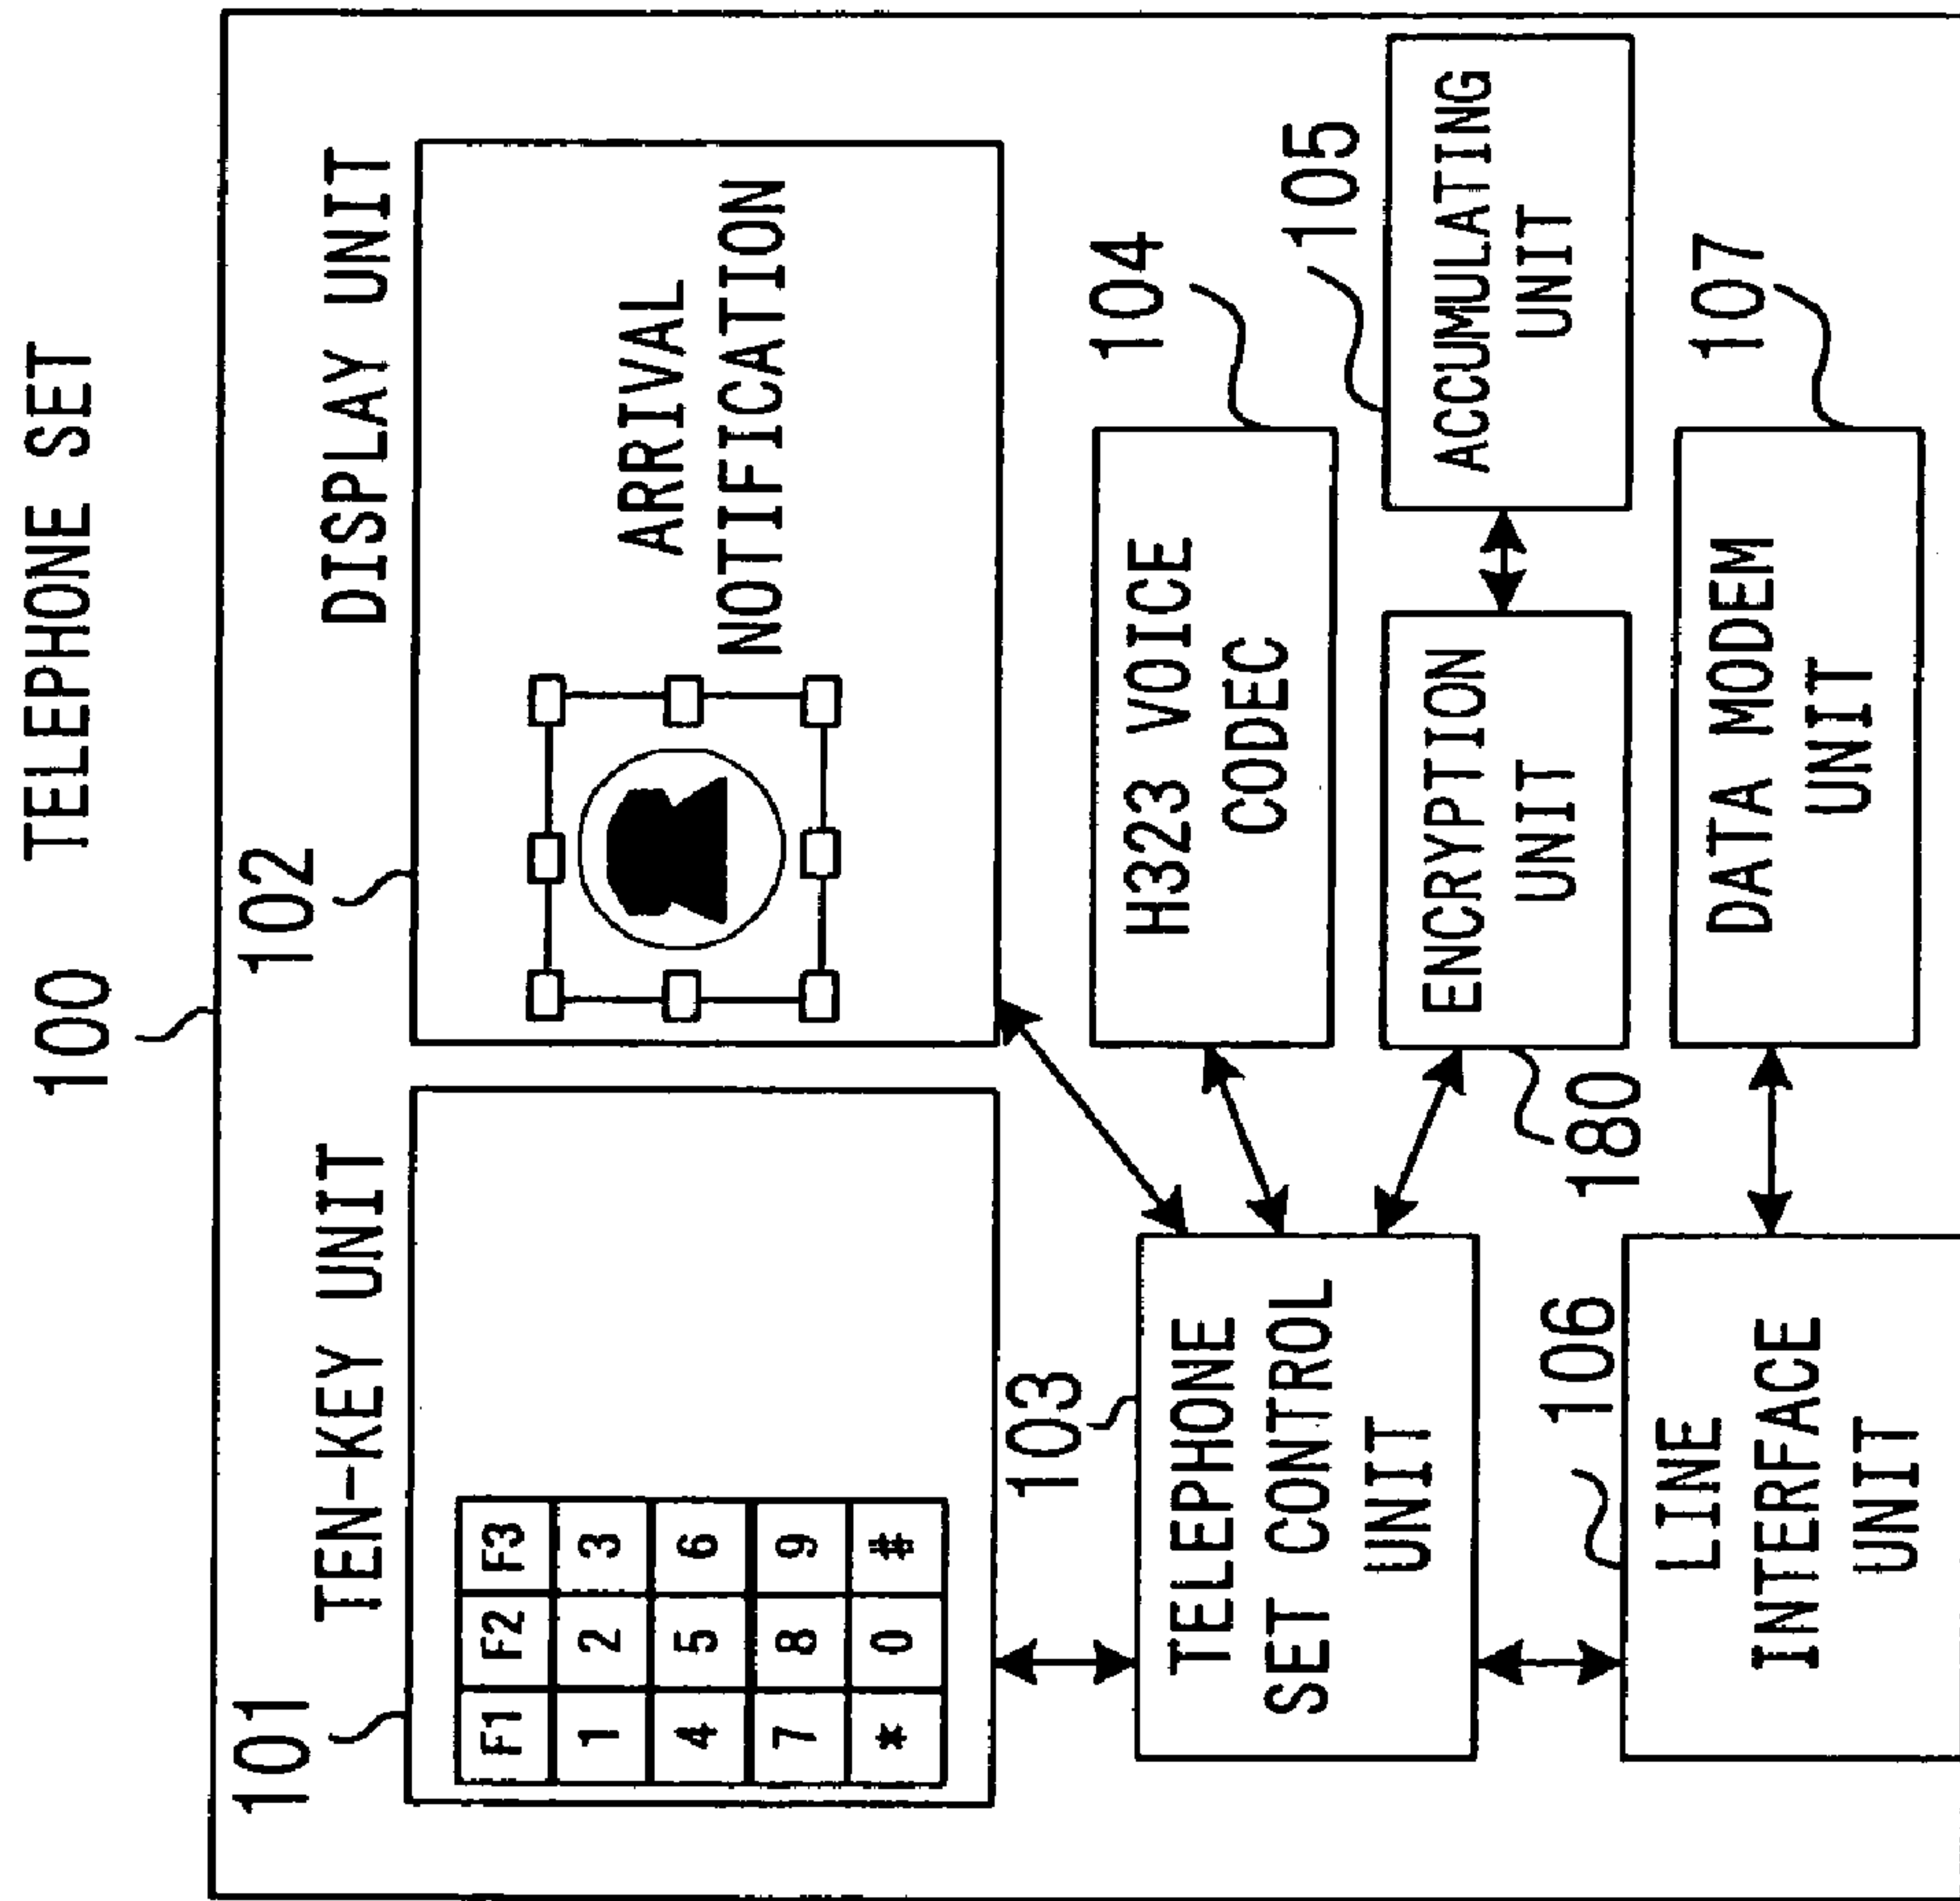 100 TELEPHONE SET
101
TEN-KEY UNIT
F1 F2 F3
1 2 3
4 5 6
7 8 9
* 0 #
102
DISPLAY UNIT
ARRIVAL
NOTIFICATION
103
TELEPHONE
SET CONTROL
UNIT
104
H323 VOICE
CODEC
180
ENCRYPTION
UNIT
105
ACCUMULATING
UNIT
106
LINE
INTERFACE
UNIT
107
DATA MODEM
UNIT